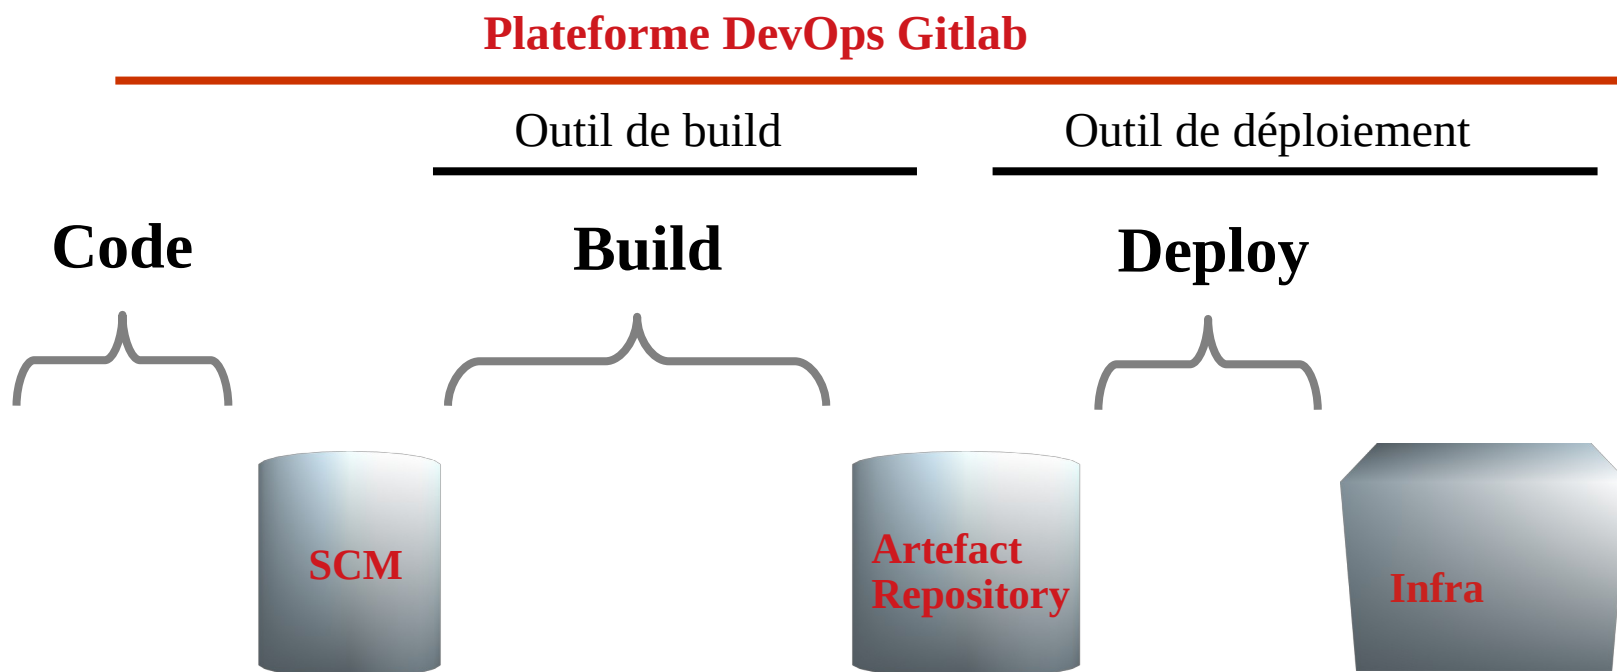 Plateforme DevOps Gitlab
Outil de build
Outil de déploiement
Code
Build
Deploy
SCM
Artefact
Repository
Infra